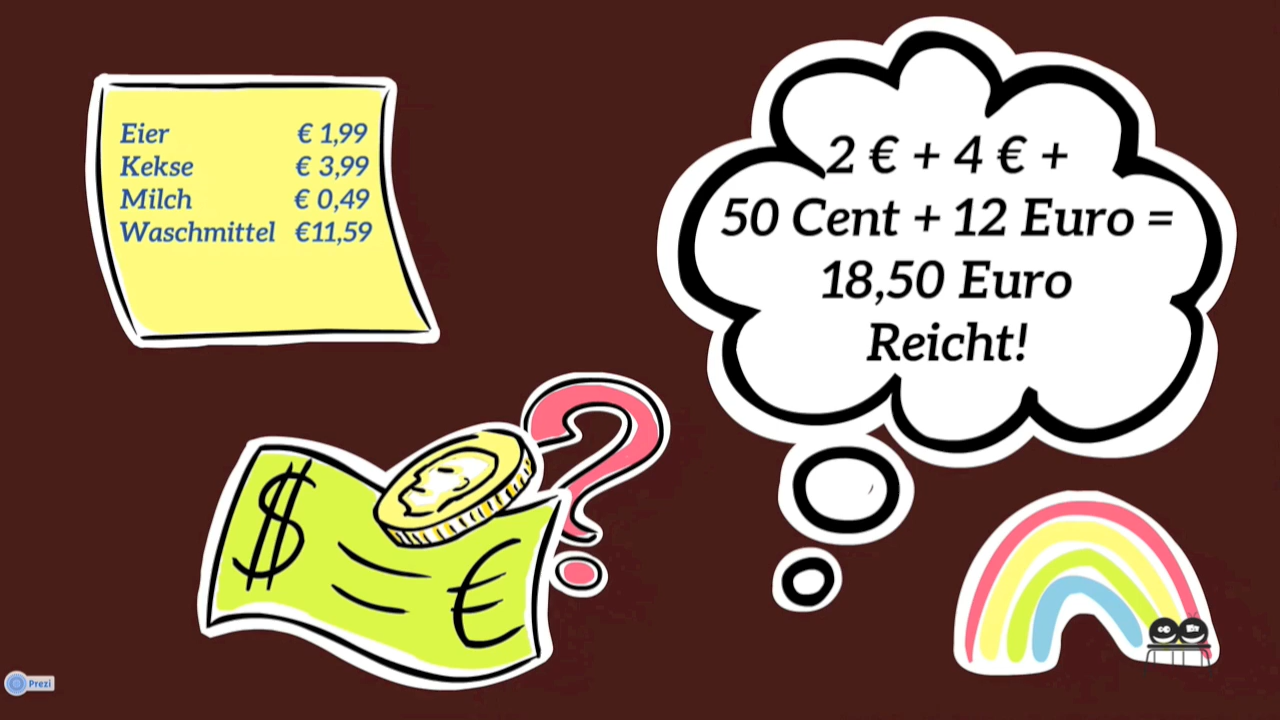 Eier € 1,99
Kekse € 3,99
Milch € 0,49
Waschmittel €11,59
2 € + 4 € +
50 Cent + 12 Euro =
18,50 Euro
Reicht!
$ €
Prezi